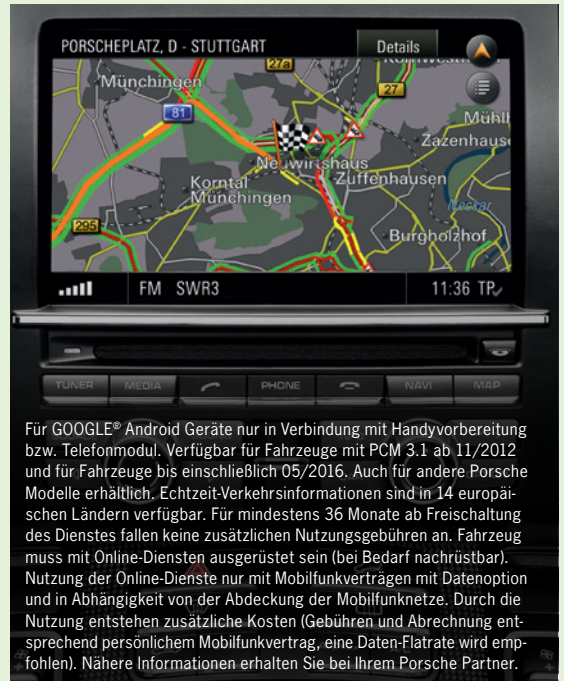 PORSCHEPLATZ, D - STUTTGART Details
27a
Münchingen
27
81
Mühlh
Zazenhause
Neuwirtshaus
Korntal Zuffenhausen
Münchingen
Neckar
295
Burgholzhof
FM SWR3 11:36 TP
TUNER MEDIA PHONE NAVI MAP
Für GOOGLE® Android Geräte nur in Verbindung mit Handyvorbereitung
bzw. Telefonmodul. Verfügbar für Fahrzeuge mit PCM 3.1 ab 11/2012
und für Fahrzeuge bis einschließlich 05/2016. Auch für andere Porsche
Modelle erhältlich. Echtzeit-Verkehrsinformationen sind in 14 europäi-
schen Ländern verfügbar. Für mindestens 36 Monate ab Freischaltung
des Dienstes fallen keine zusätzlichen Nutzungsgebühren an. Fahrzeug
muss mit Online-Diensten ausgerüstet sein (bei Bedarf nachrüstbar).
Nutzung der Online-Dienste nur mit Mobilfunkverträgen mit Datenoption
und in Abhängigkeit von der Abdeckung der Mobilfunknetze. Durch die
Nutzung entstehen zusätzliche Kosten (Gebühren und Abrechnung ent-
sprechend persönlichem Mobilfunkvertrag, eine Daten-Flatrate wird emp-
fohlen). Nähere Informationen erhalten Sie bei Ihrem Porsche Partner.